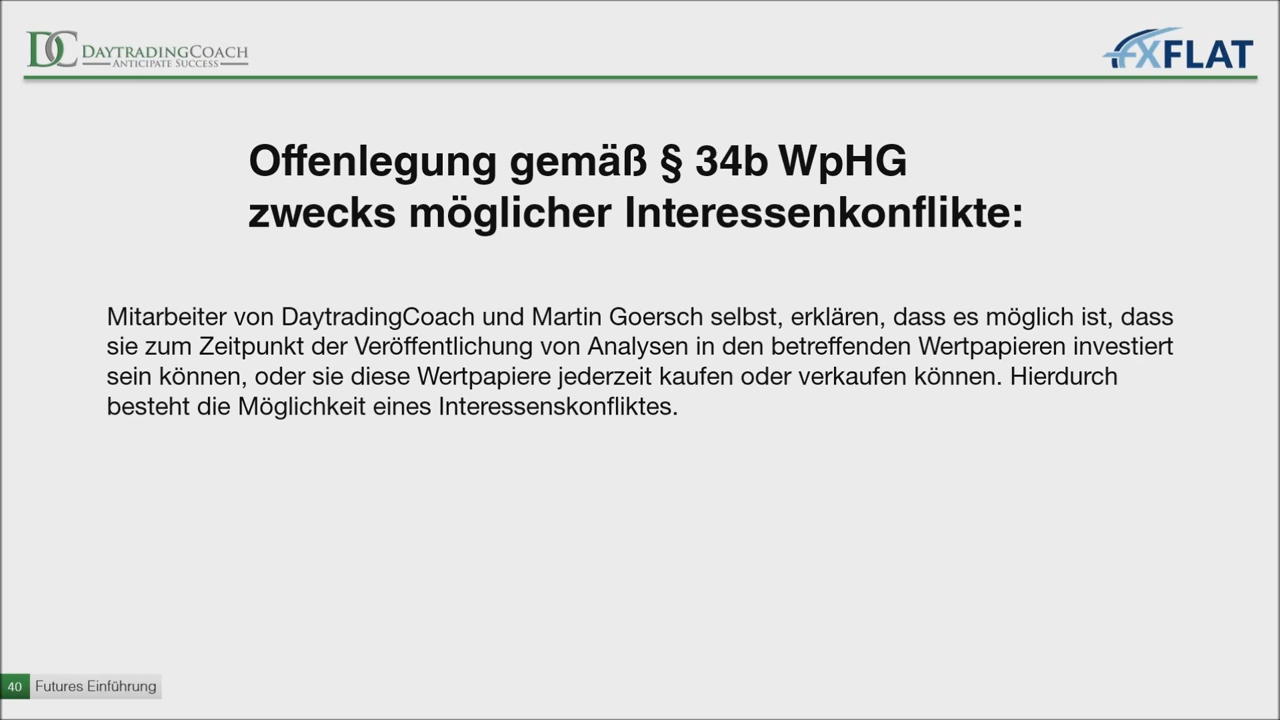 DC DAYTRADINGCOACH
ANTICIPATE SUCCESS
FXFLAT
Offenlegung gemäß § 34b WpHG
zwecks möglicher Interessenkonflikte:
Mitarbeiter von DaytradingCoach und Martin Goersch selbst, erklären, dass es möglich ist, dass
sie zum Zeitpunkt der Veröffentlichung von Analysen in den betreffenden Wertpapieren investiert
sein können, oder sie diese Wertpapiere jederzeit kaufen oder verkaufen können. Hierdurch
besteht die Möglichkeit eines Interessenskonfliktes.
40 Futures Einführung